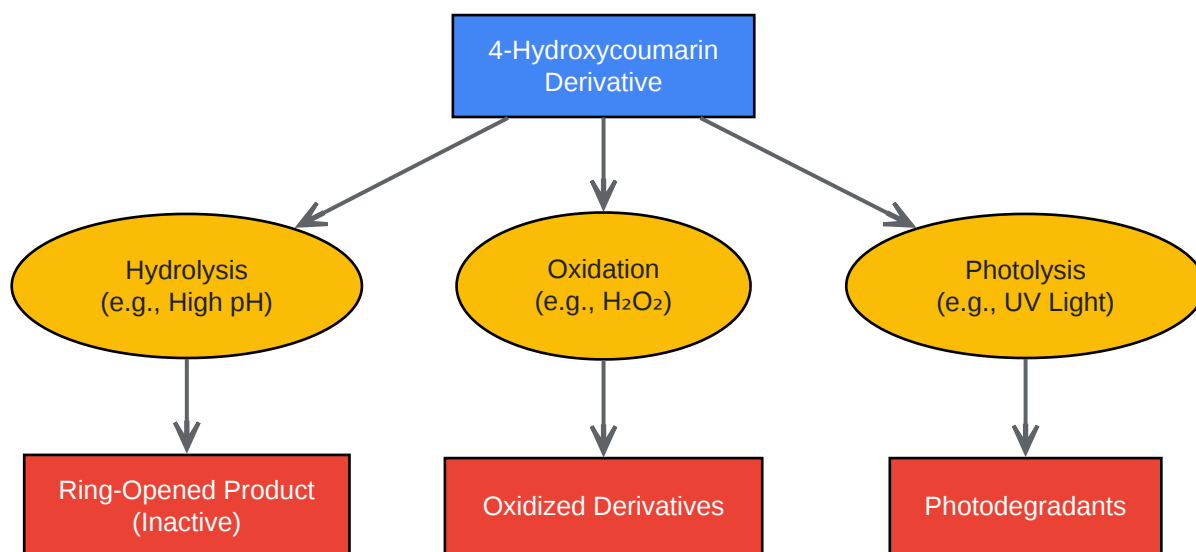 4-Hydroxycoumarin
Derivative
Hydrolysis
(e.g., High pH)
Oxidation
(e.g., H₂O₂)
Photolysis
(e.g., UV Light)
Ring-Opened Product
(Inactive)
Oxidized Derivatives
Photodegradants